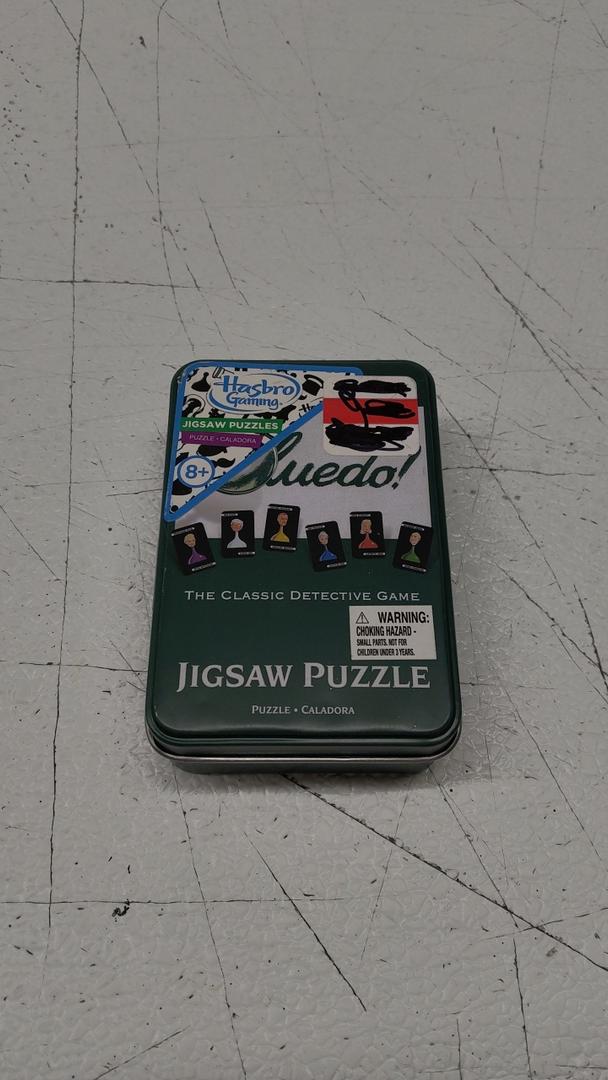 Hasbro
Gaming
JIGSAW PUZZLES
PUZZLE • CALADORA
8+
luedo!
THE CLASSIC DETECTIVE GAME
WARNING:
CHOKING HAZARD -
SMALL PARTS. NOT FOR
CHILDREN UNDER 3 YEARS.
JIGSAW PUZZLE
PUZZLE • CALADORA